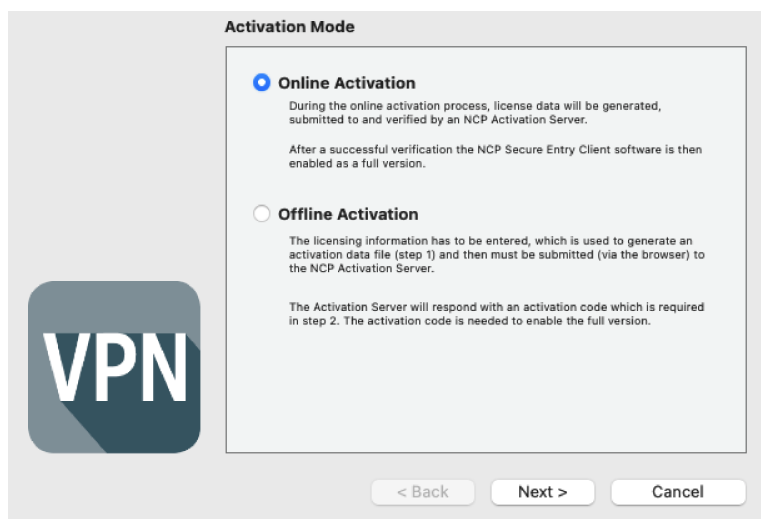 Activation Mode
Online Activation
During the online activation process, license data will be generated,
submitted to and verified by an NCP Activation Server.
After a successful verification the NCP Secure Entry Client software is then
enabled as a full version.
Offline Activation
The licensing information has to be entered, which is used to generate an
activation data file (step 1) and then must be submitted (via the browser) to
the NCP Activation Server.
The Activation Server will respond with an activation code which is required
in step 2. The activation code is needed to enable the full version.
VPN
< Back
Next >
Cancel